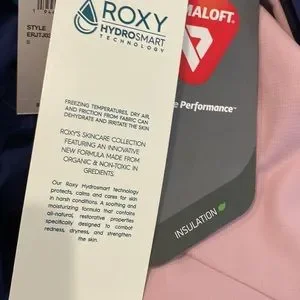 STYLE
ROXY
HYDROSMART
TECHNOLOGY
FREEZING TEMPERATURES, DRY AIR,
AND FRICTION FROM FABRIC CAN
DEHYDRATE AND IRRITATE THE SKIN
ROXY'S SKINCARE COLLECTION
FEATURING AN INNOVATIVE
NEW FORMULA MADE FROM
ORGANIC & NON-TOXIC IN
GREDIENTS.
Our Roxy Hydrosmart technology
protects, calms and cares for skin
in harsh conditions. A soothing and
moisturizing formula that contains
all-natural, restorative properties
specifically designed to combat
redness, dryness, and strengthen
the skin.
MALOFT
Performance™
INSULATION